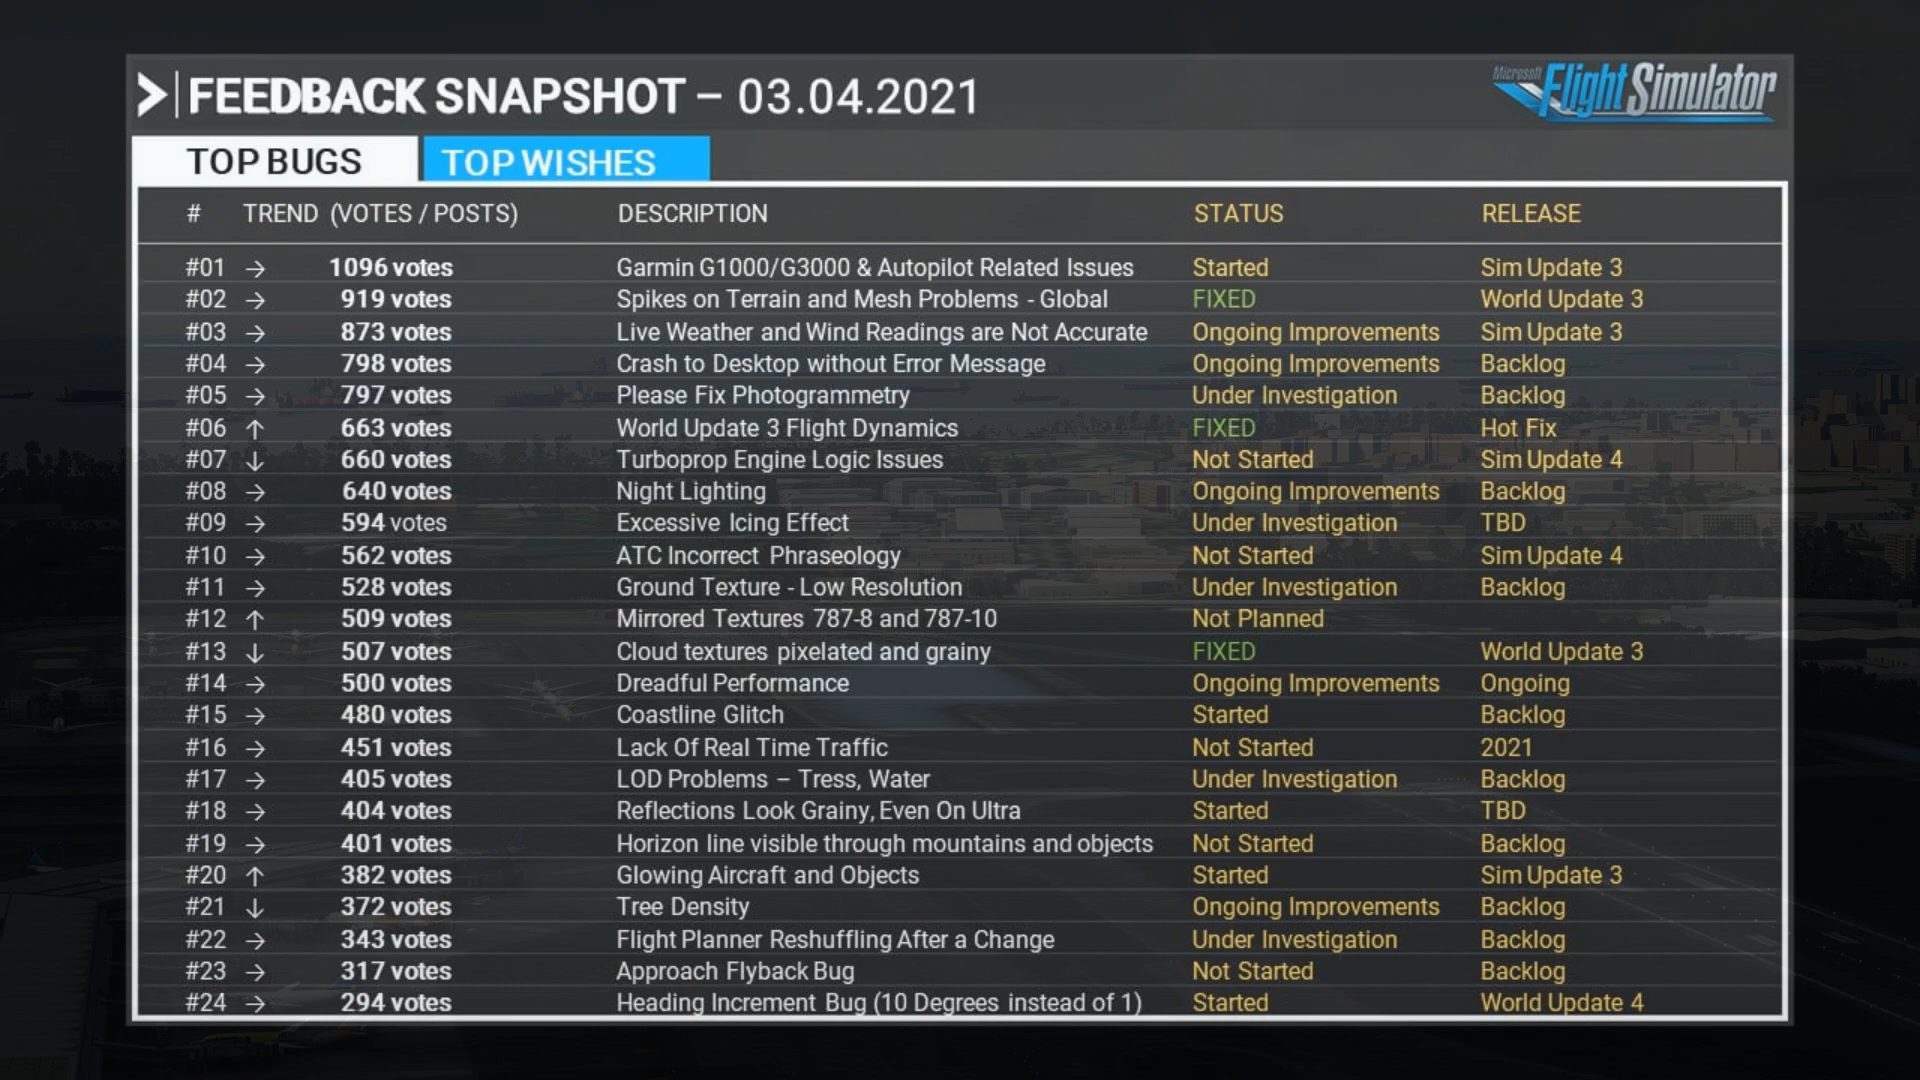 FEEDBACK SNAPSHOT – 03.04.2021
Microsoft Flight Simulator
TOP BUGS TOP WISHES
# TREND (VOTES / POSTS) DESCRIPTION STATUS RELEASE
#01 → 1096 votes Garmin G1000/G3000 & Autopilot Related Issues Started Sim Update 3
#02 → 919 votes Spikes on Terrain and Mesh Problems - Global FIXED World Update 3
#03 → 873 votes Live Weather and Wind Readings are Not Accurate Ongoing Improvements Sim Update 3
#04 → 798 votes Crash to Desktop without Error Message Ongoing Improvements Backlog
#05 → 797 votes Please Fix Photogrammetry Under Investigation Backlog
#06 ↑ 663 votes World Update 3 Flight Dynamics FIXED Hot Fix
#07 ↓ 660 votes Turboprop Engine Logic Issues Not Started Sim Update 4
#08 → 640 votes Night Lighting Ongoing Improvements Backlog
#09 → 594 votes Excessive Icing Effect Under Investigation TBD
#10 → 562 votes ATC Incorrect Phraseology Not Started Sim Update 4
#11 → 528 votes Ground Texture - Low Resolution Under Investigation Backlog
#12 ↑ 509 votes Mirrored Textures 787-8 and 787-10 Not Planned
#13 ↓ 507 votes Cloud textures pixelated and grainy FIXED World Update 3
#14 → 500 votes Dreadful Performance Ongoing Improvements Ongoing
#15 → 480 votes Coastline Glitch Started Backlog
#16 → 451 votes Lack Of Real Time Traffic Not Started 2021
#17 → 405 votes LOD Problems – Tress, Water Under Investigation Backlog
#18 → 404 votes Reflections Look Grainy, Even On Ultra Started TBD
#19 → 401 votes Horizon line visible through mountains and objects Not Started Backlog
#20 ↑ 382 votes Glowing Aircraft and Objects Started Sim Update 3
#21 ↓ 372 votes Tree Density Ongoing Improvements Backlog
#22 → 343 votes Flight Planner Reshuffling After a Change Under Investigation Backlog
#23 → 317 votes Approach Flyback Bug Not Started Backlog
#24 → 294 votes Heading Increment Bug (10 Degrees instead of 1) Started World Update 4